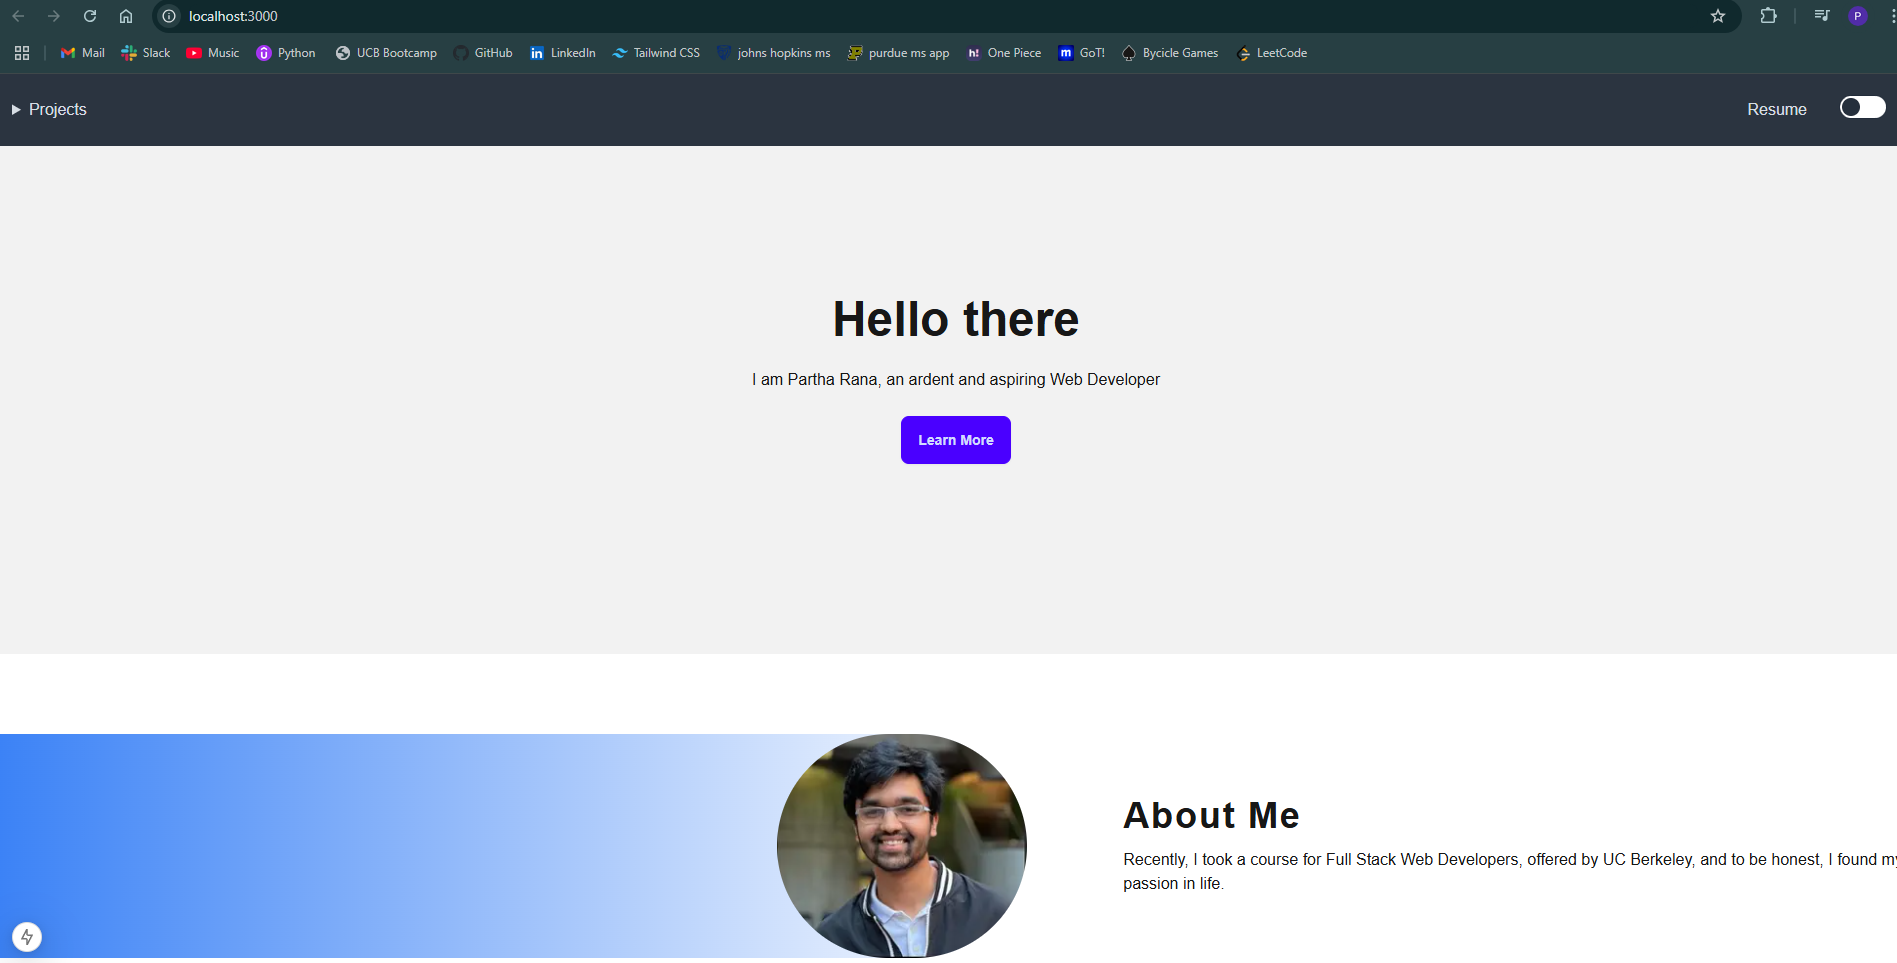 localhost:3000
P
Mail Slack Music Python UCB Bootcamp GitHub LinkedIn Tailwind CSS johns hopkins ms purdue ms app h! One Piece m GoT! Bycicle Games LeetCode
Projects Resume
Hello there
I am Partha Rana, an ardent and aspiring Web Developer
Learn More
About Me
Recently, I took a course for Full Stack Web Developers, offered by UC Berkeley, and to be honest, I found my
passion in life.